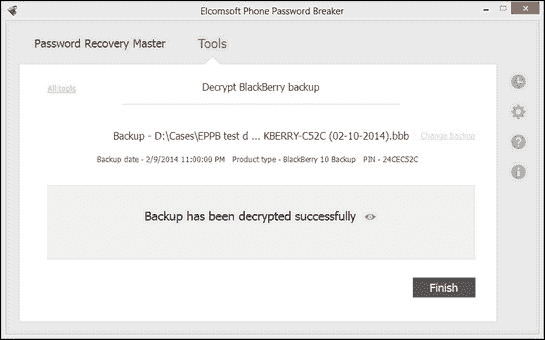 Elcomsoft Phone Password Breaker
Password Recovery Master Tools
All tools
Decrypt BlackBerry backup
Backup - D:\Cases\EPPB test d ... KBERRY-C52C (02-10-2014).bbb Change Backup
Backup date - 2/9/2014 11:00:00 PM Product type - BlackBerry 10 Backup PIN - 24CEC52C
Backup has been decrypted successfully
Finish